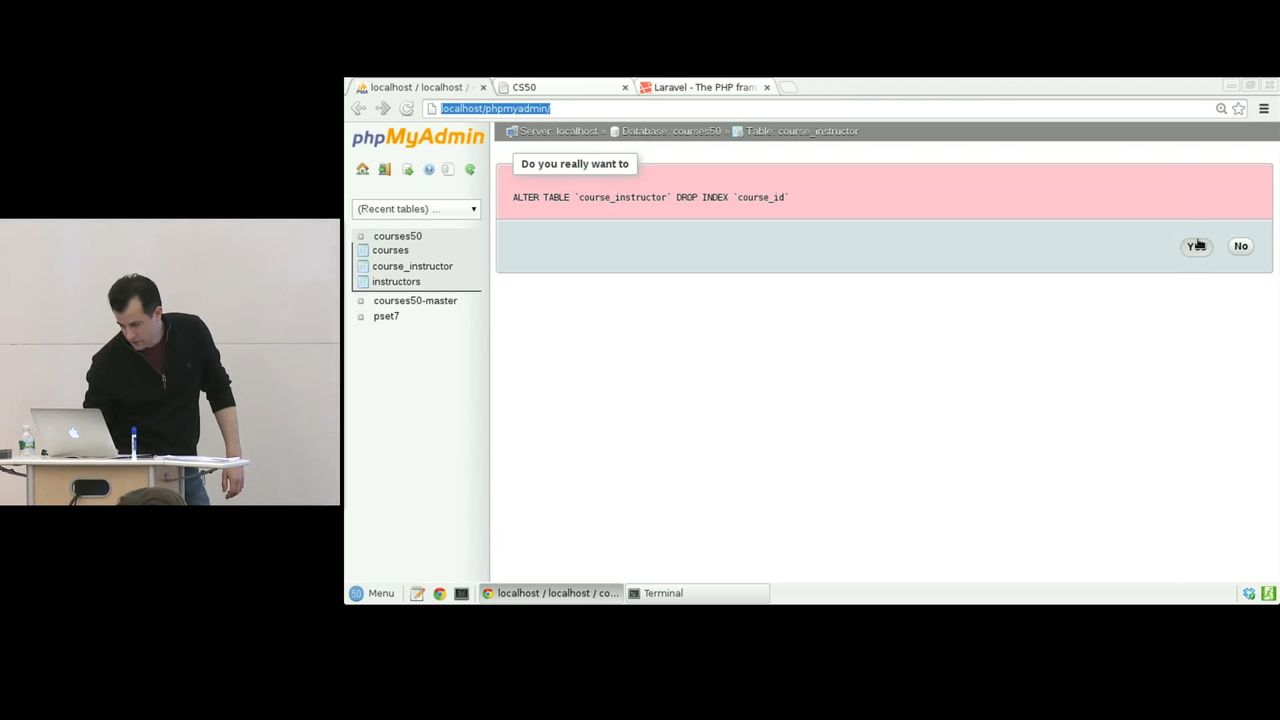 localhost / localhost /
CS50
Laravel - The PHP fram
localhost/phpmyadmin/
phpMyAdmin
Server: localhost » Database: courses50 » Table: course_instructor
Do you really want to
ALTER TABLE `course_instructor` DROP INDEX `course_id`
No
(Recent tables) ...
courses50
courses
course_instructor
instructors
courses50-master
pset7
50 Menu
localhost / localhost / co...
Terminal